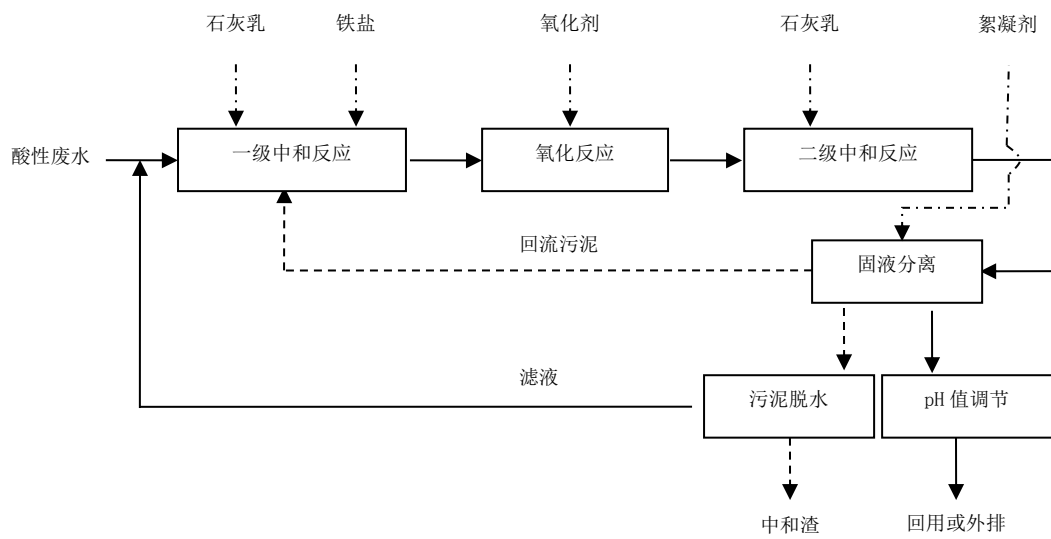 石灰乳 铁盐 氧化剂 石灰乳 絮凝剂
酸性废水 一级中和反应 氧化反应 二级中和反应
回流污泥 固液分离
滤液 污泥脱水 pH 值调节
中和渣 回用或外排